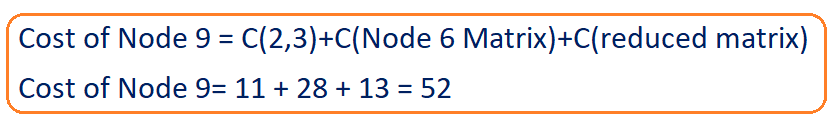 Cost of Node 9 = C(2,3)+C(Node 6 Matrix)+C(reduced matrix)
Cost of Node 9= 11 + 28 + 13 = 52